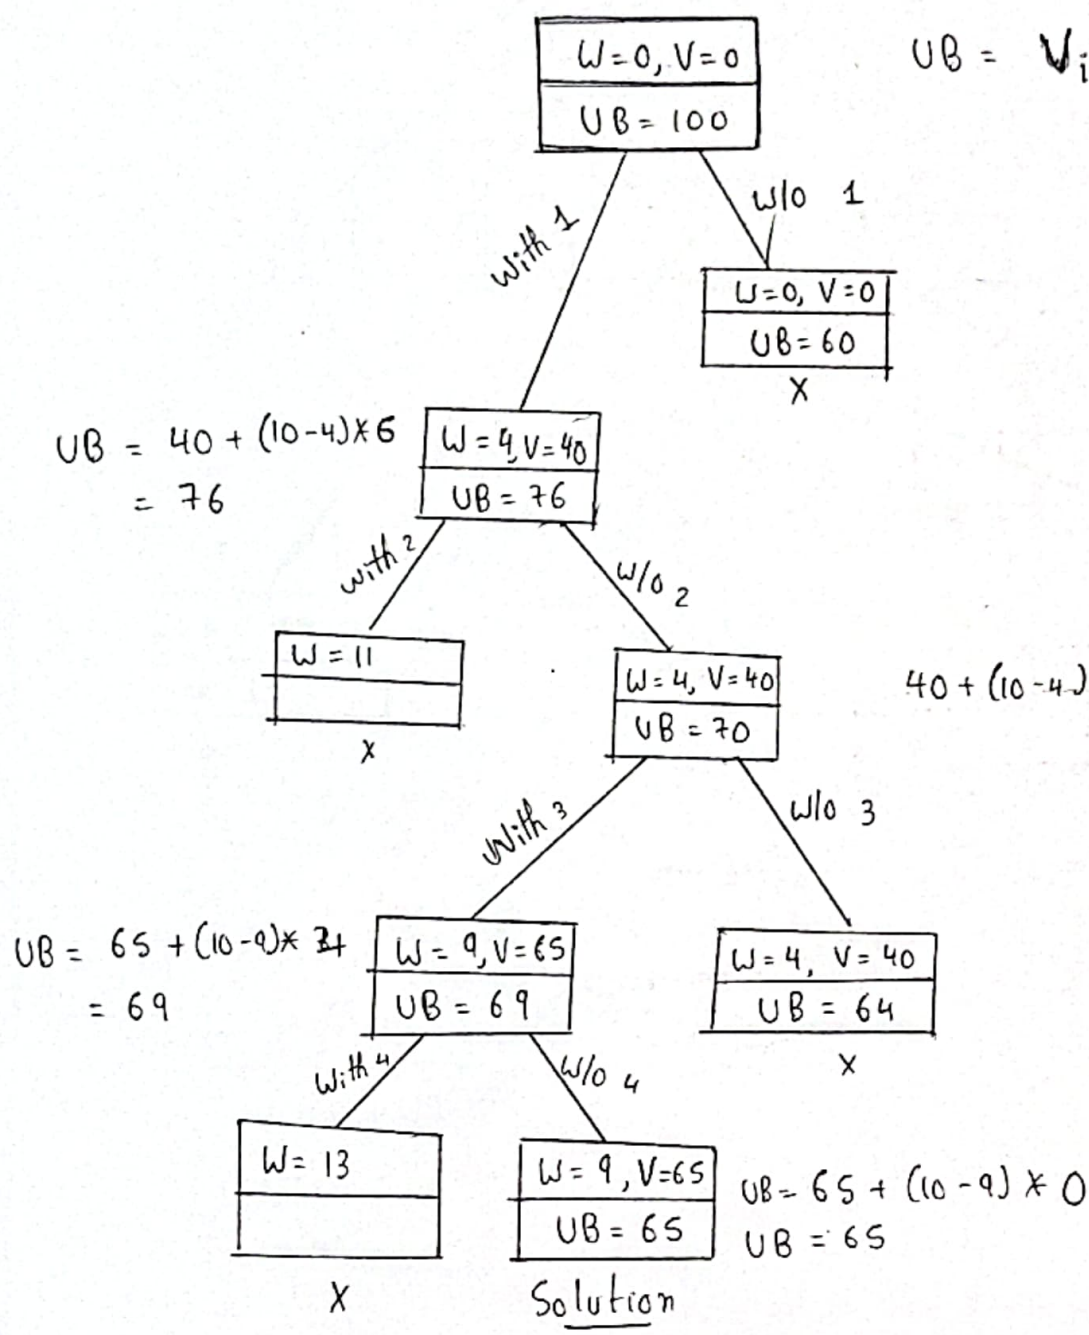 W=0, V=0
UB = Vi
UB = 100
With 1
W/o 1
W=0, V=0
UB=60
X
UB = 40 + (10-4)*6
= 76
W=4, V=40
UB = 76
with 2
W/o 2
W = 11
X
W=4, V=40
UB = 70
40 + (10-4)
With 3
W/o 3
UB = 65 + (10-9)* 4
= 69
W= 9, V=65
UB = 69
W=4, V= 40
UB = 64
X
With 4
W/o 4
W= 13
X
W= 9, V=65
UB = 65
Solution
UB= 65 + (10-9) * 0
UB = 65